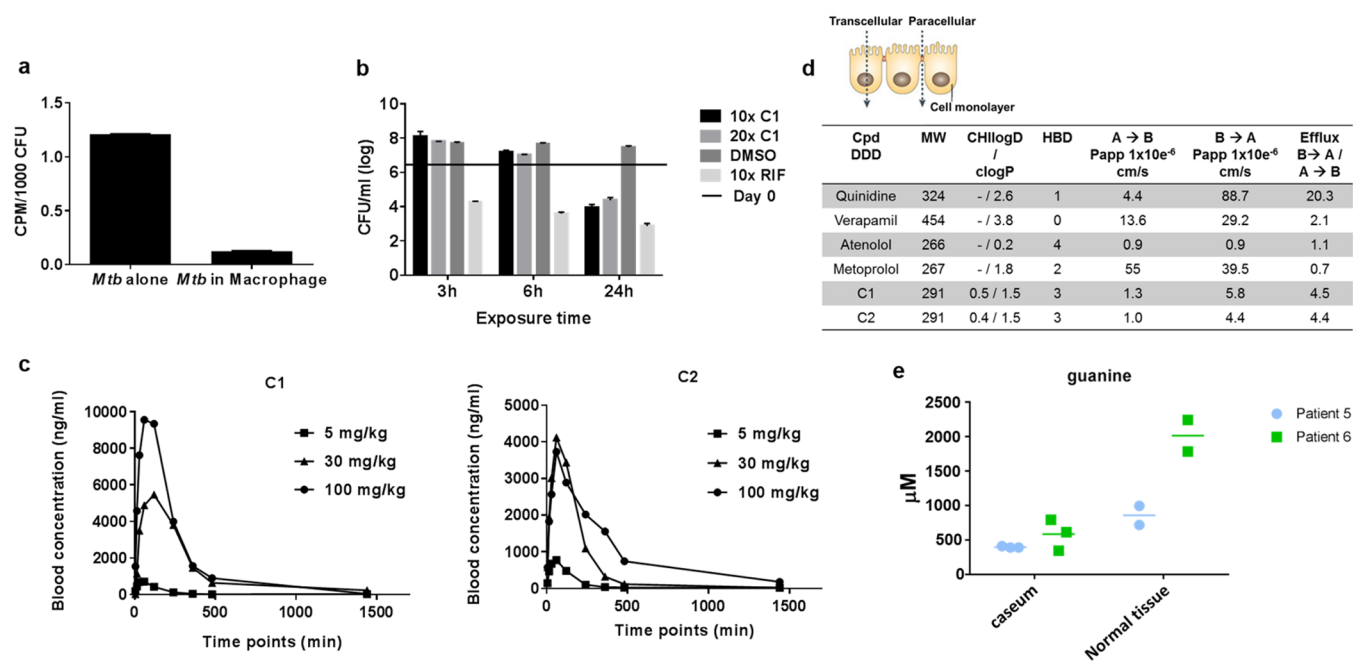 a
CPM/1000 CFU
1.5
1.0
0.5
0.0
Mtb alone
Mtb in Macrophage
b
CFU/ml (log)
10
8
6
4
2
0
3h
6h
24h
Exposure time
10x C1
20x C1
DMSO
10x RIF
Day 0
Transcellular
Paracellular
d
Cell monolayer
Cpd DDD MW CHIlogD / clogP HBD A → B Papp 1x10e-6 cm/s B → A Papp 1x10e-6 cm/s Efflux B→ A / A → B
Quinidine 324 - / 2.6 1 4.4 88.7 20.3
Verapamil 454 - / 3.8 0 13.6 29.2 2.1
Atenolol 266 - / 0.2 4 0.9 0.9 1.1
Metoprolol 267 - / 1.8 2 55 39.5 0.7
C1 291 0.5 / 1.5 3 1.3 5.8 4.5
C2 291 0.4 / 1.5 3 1.0 4.4 4.4
c
C1
Blood concentration (ng/ml)
10000
8000
6000
4000
2000
0
0
500
1000
1500
Time points (min)
5 mg/kg
30 mg/kg
100 mg/kg
C2
Blood concentration (ng/ml)
5000
4000
3000
2000
1000
0
0
500
1000
1500
Time points (min)
5 mg/kg
30 mg/kg
100 mg/kg
e
guanine
µM
2500
2000
1500
1000
500
0
caseum
Normal tissue
Patient 5
Patient 6